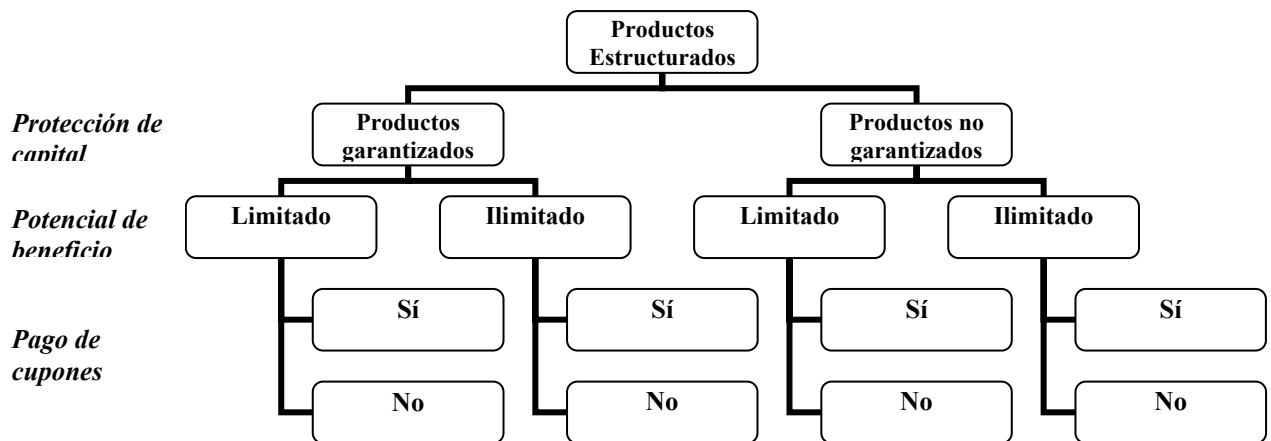 Productos
Estructurados
Protección de
capital
Productos
garantizados
Productos no
garantizados
Potencial de
beneficio
Limitado
Ilimitado
Limitado
Ilimitado
Pago de
cupones
Sí
Sí
Sí
Sí
No
No
No
No